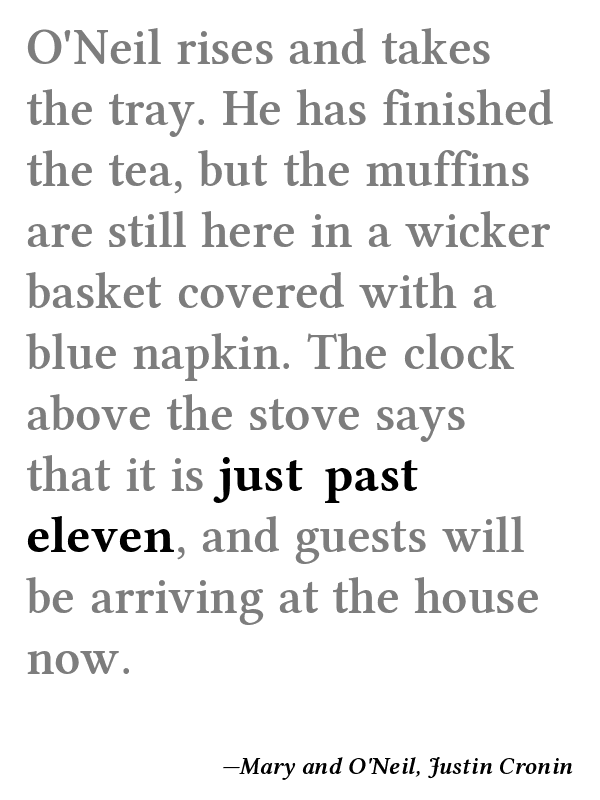 O'Neil rises and takes
the tray. He has finished
the tea, but the muffins
are still here in a wicker
basket covered with a
blue napkin. The clock
above the stove says
that it is just past
eleven, and guests will
be arriving at the house
now.
—Mary and O'Neil, Justin Cronin